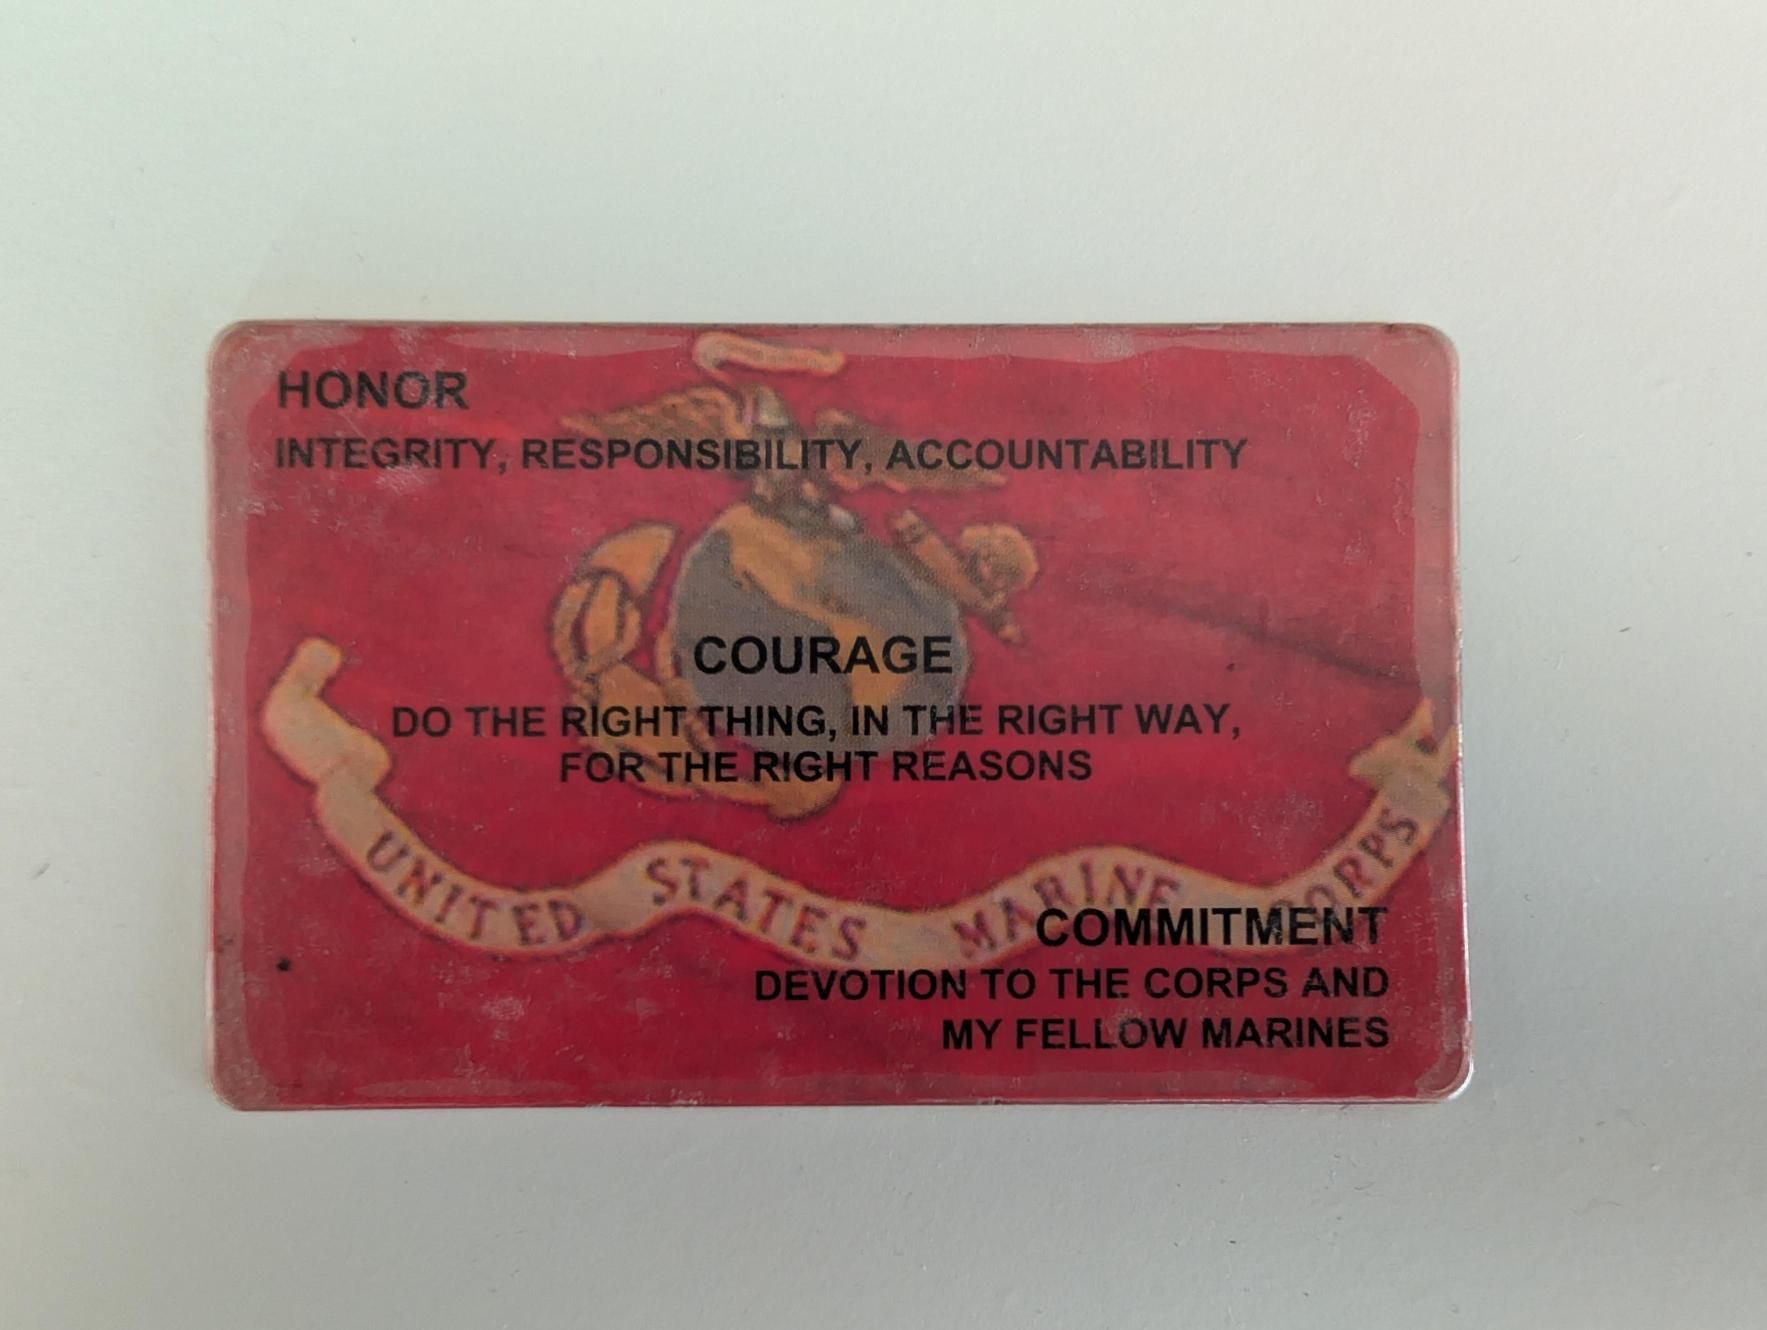 HONOR
INTEGRITY, RESPONSIBILITY, ACCOUNTABILITY
COURAGE
DO THE RIGHT THING, IN THE RIGHT WAY,
FOR THE RIGHT REASONS
UNITED STATES MARINE CORPS
COMMITMENT
DEVOTION TO THE CORPS AND
MY FELLOW MARINES